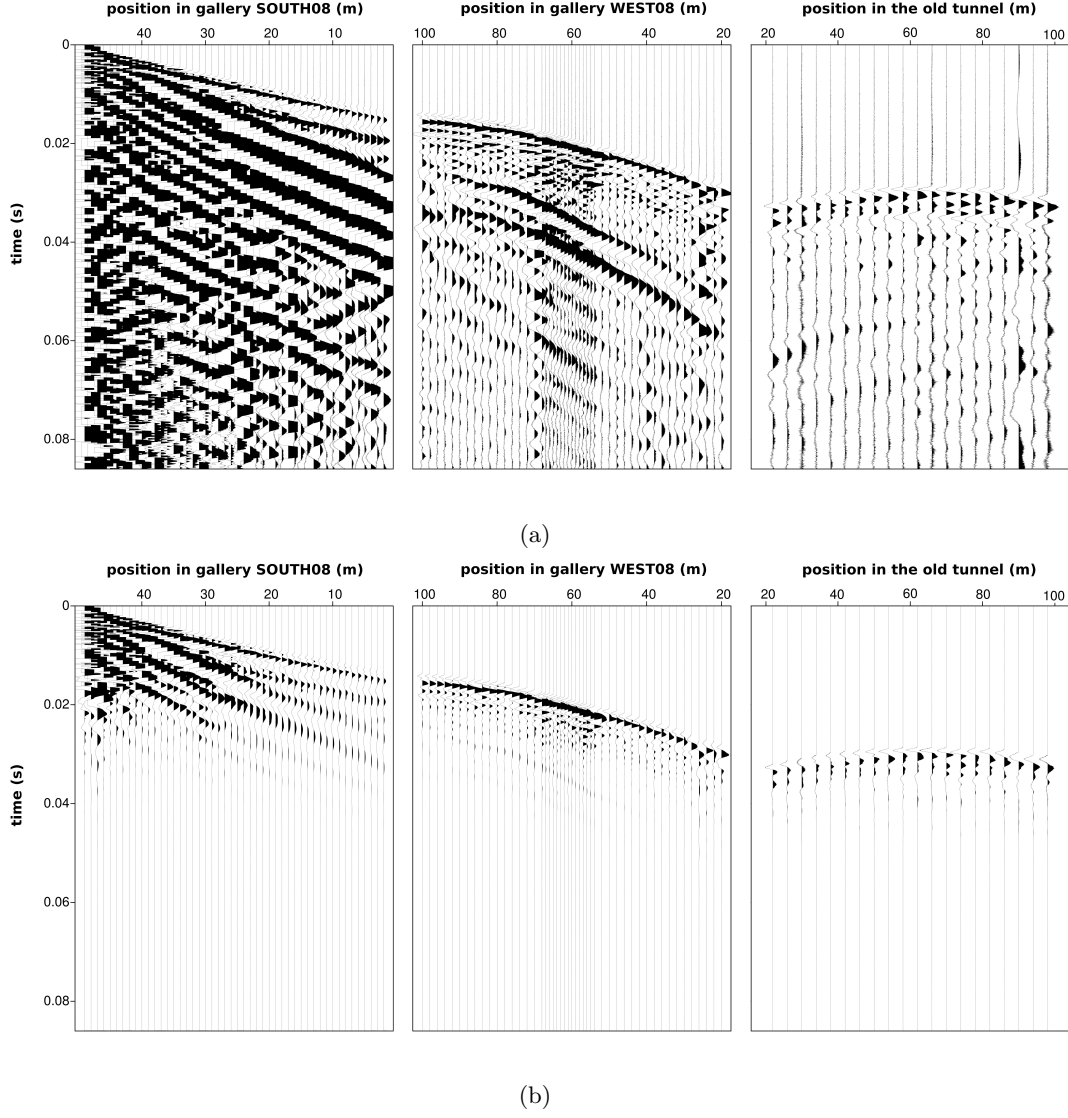 position in gallery SOUTH08 (m) position in gallery WEST08 (m) position in the old tunnel (m)
40 30 20 10 100 80 60 40 20 20 40 60 80 100
0
0.02
0.04
0.06
0.08
time (s)
(a)
position in gallery SOUTH08 (m) position in gallery WEST08 (m) position in the old tunnel (m)
40 30 20 10 100 80 60 40 20 20 40 60 80 100
0
0.02
0.04
0.06
0.08
time (s)
(b)